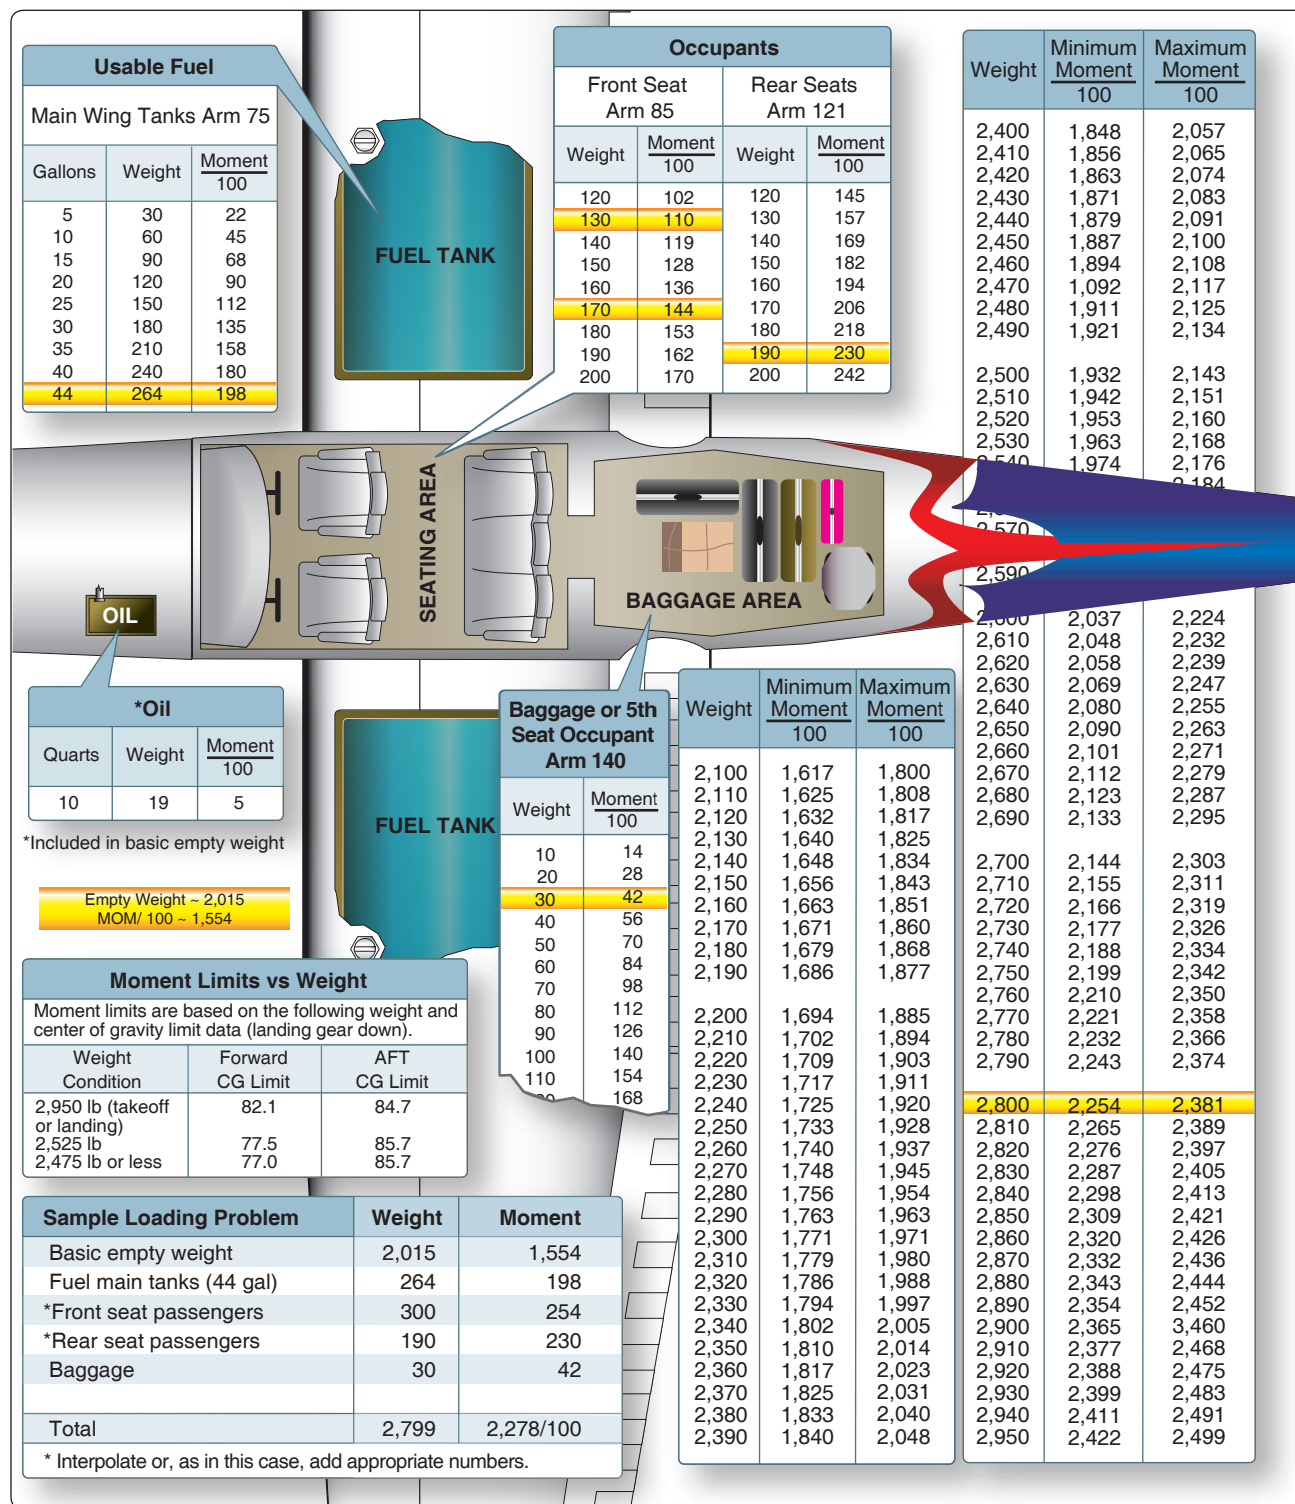 Usable Fuel
Main Wing Tanks Arm 75
Gallons Weight Moment 100
5 30 22
10 60 45
15 90 68
20 120 90
25 150 112
30 180 135
35 210 158
40 240 180
44 264 198
FUEL TANK
Occupants
Front Seat Arm 85
Rear Seats Arm 121
Weight Moment 100 Weight Moment 100
120 102 120 145
130 110 130 157
140 119 140 169
150 128 150 182
160 136 160 194
170 144 170 206
180 153 180 218
190 162 190 230
200 170 200 242
Weight Minimum Moment 100 Maximum Moment 100
2,400 1,848 2,057
2,410 1,856 2,065
2,420 1,863 2,074
2,430 1,871 2,083
2,440 1,879 2,091
2,450 1,887 2,100
2,460 1,894 2,108
2,470 1,092 2,117
2,480 1,911 2,125
2,490 1,921 2,134
2,500 1,932 2,143
2,510 1,942 2,151
2,520 1,953 2,160
2,530 1,963 2,168
2,540 1,974 2,176
2,184
2,570
2,590
2,600 2,037 2,224
2,610 2,048 2,232
2,620 2,058 2,239
2,630 2,069 2,247
2,640 2,080 2,255
2,650 2,090 2,263
2,660 2,101 2,271
2,670 2,112 2,279
2,680 2,123 2,287
2,690 2,133 2,295
2,700 2,144 2,303
2,710 2,155 2,311
2,720 2,166 2,319
2,730 2,177 2,326
2,740 2,188 2,334
2,750 2,199 2,342
2,760 2,210 2,350
2,770 2,221 2,358
2,780 2,232 2,366
2,790 2,243 2,374
2,800 2,254 2,381
2,810 2,265 2,389
2,820 2,276 2,397
2,830 2,287 2,405
2,840 2,298 2,413
2,850 2,309 2,421
2,860 2,320 2,426
2,870 2,332 2,436
2,880 2,343 2,444
2,890 2,354 2,452
2,900 2,365 3,460
2,910 2,377 2,468
2,920 2,388 2,475
2,930 2,399 2,483
2,940 2,411 2,491
2,950 2,422 2,499
SEATING AREA
BAGGAGE AREA
OIL
*Oil
Quarts Weight Moment 100
10 19 5
*Included in basic empty weight
Empty Weight ~ 2,015
MOM/ 100 ~ 1,554
FUEL TANK
Baggage or 5th
Seat Occupant
Arm 140
Weight Moment 100
10 14
20 28
30 42
40 56
50 70
60 84
70 98
80 112
90 126
100 140
110 154
168
Weight Minimum Moment 100 Maximum Moment 100
2,100 1,617 1,800
2,110 1,625 1,808
2,120 1,632 1,817
2,130 1,640 1,825
2,140 1,648 1,834
2,150 1,656 1,843
2,160 1,663 1,851
2,170 1,671 1,860
2,180 1,679 1,868
2,190 1,686 1,877
2,200 1,694 1,885
2,210 1,702 1,894
2,220 1,709 1,903
2,230 1,717 1,911
2,240 1,725 1,920
2,250 1,733 1,928
2,260 1,740 1,937
2,270 1,748 1,945
2,280 1,756 1,954
2,290 1,763 1,963
2,300 1,771 1,971
2,310 1,779 1,980
2,320 1,786 1,988
2,330 1,794 1,997
2,340 1,802 2,005
2,350 1,810 2,014
2,360 1,817 2,023
2,370 1,825 2,031
2,380 1,833 2,040
2,390 1,840 2,048
Moment Limits vs Weight
Moment limits are based on the following weight and
center of gravity limit data (landing gear down).
Weight Condition Forward CG Limit AFT CG Limit
2,950 lb (takeoff or landing) 82.1 84.7
2,525 lb 77.5 85.7
2,475 lb or less 77.0 85.7
Sample Loading Problem Weight Moment
Basic empty weight 2,015 1,554
Fuel main tanks (44 gal) 264 198
*Front seat passengers 300 254
*Rear seat passengers 190 230
Baggage 30 42
Total 2,799 2,278/100
* Interpolate or, as in this case, add appropriate numbers.